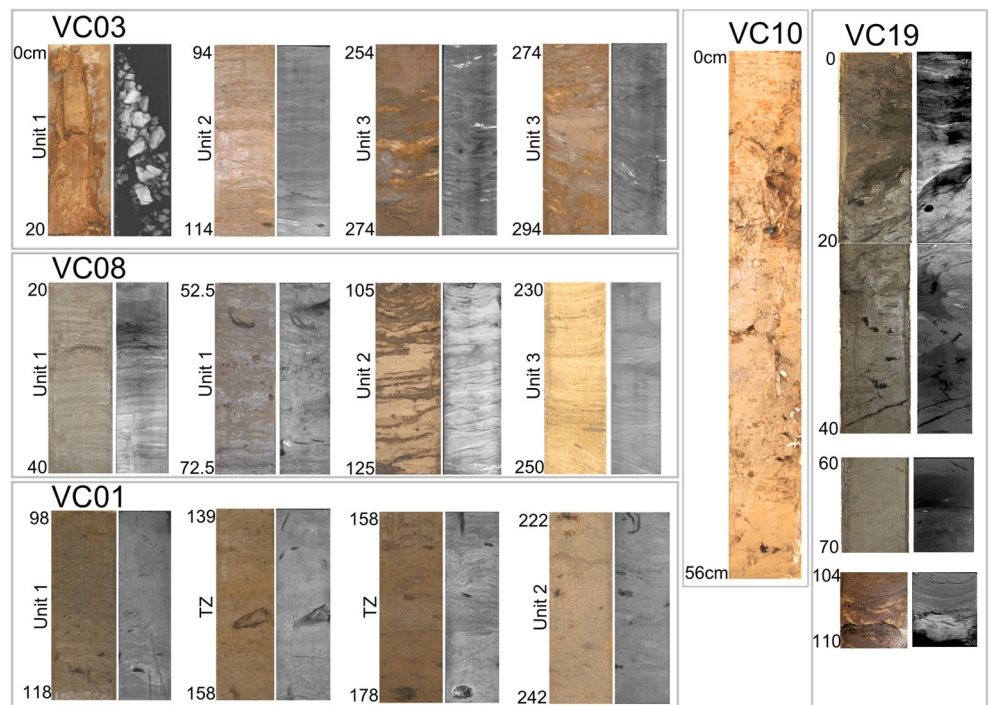 VC03
0cm
20
Unit 1
94
114
Unit 2
254
274
Unit 3
274
294
Unit 3
VC08
20
40
Unit 1
52.5
72.5
Unit 1
105
125
Unit 2
230
250
Unit 3
VC01
98
118
Unit 1
139
158
TZ
158
178
TZ
222
242
Unit 2
VC10
0cm
56cm
VC19
0
20
40
60
70
104
110